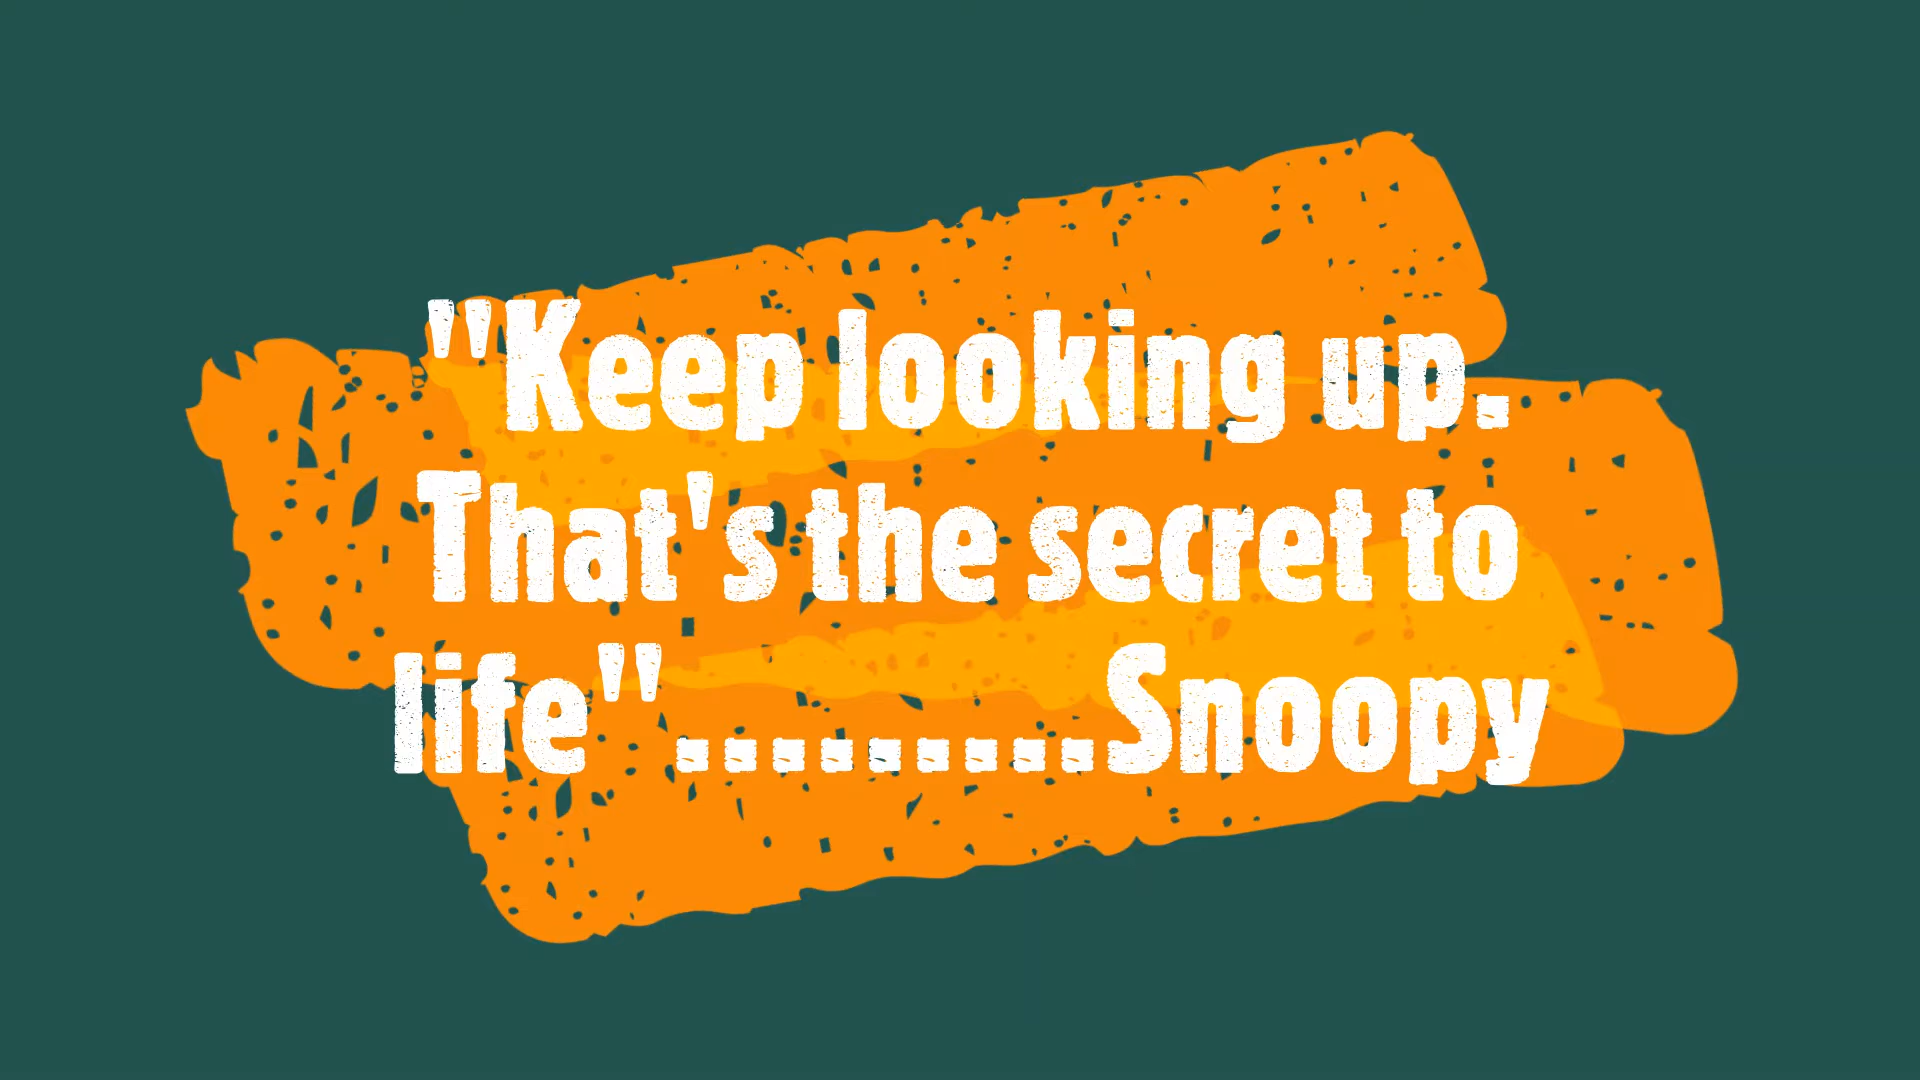 "Keep looking up.
That's the secret to
life" .........Snoopy